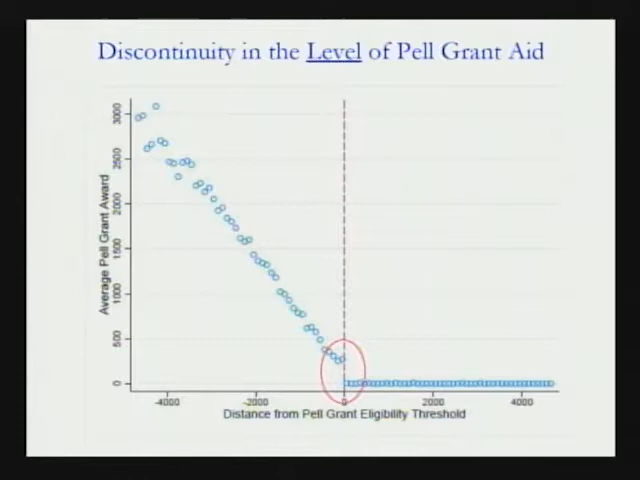 Discontinuity in the Level of Pell Grant Aid
3000
2500
2000
1500
1000
500
0
Average Pell Grant Award
-4000 -2000 0 2000 4000
Distance from Pell Grant Eligibility Threshold